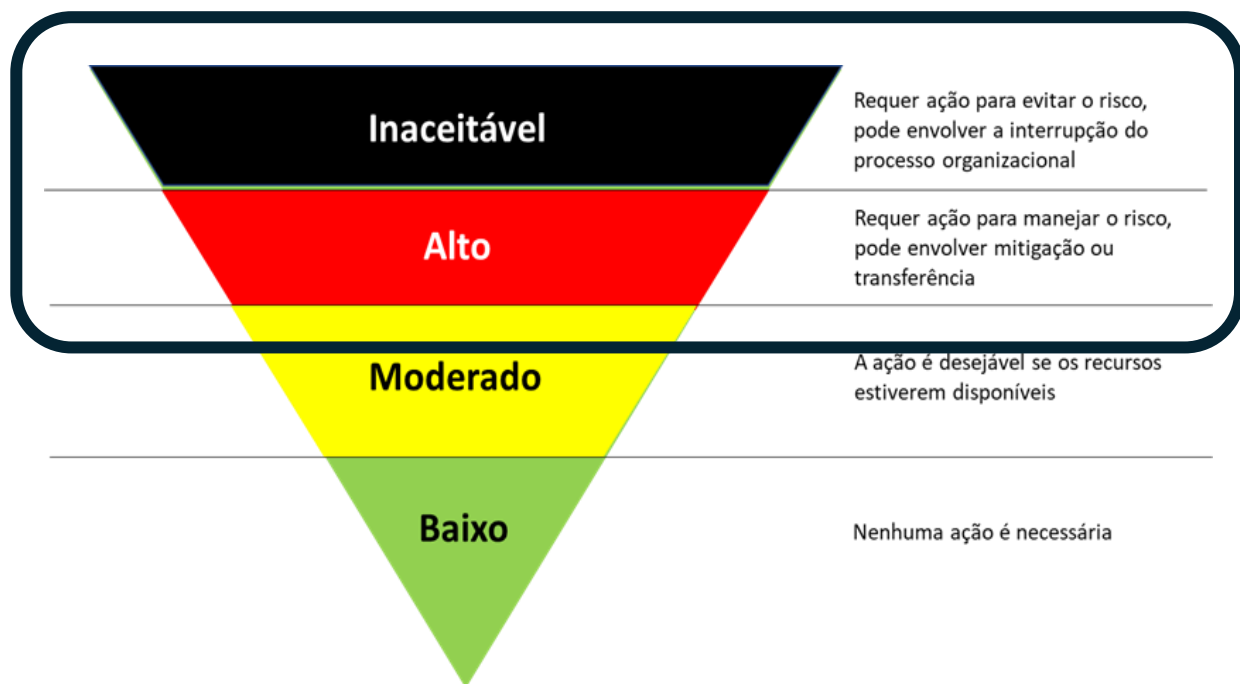 Inaceitável
Requer ação para evitar o risco,
pode envolver a interrupção do
processo organizacional
Alto
Requer ação para manejar o risco,
pode envolver mitigação ou
transferência
Moderado
A ação é desejável se os recursos
estiverem disponíveis
Baixo
Nenhuma ação é necessária